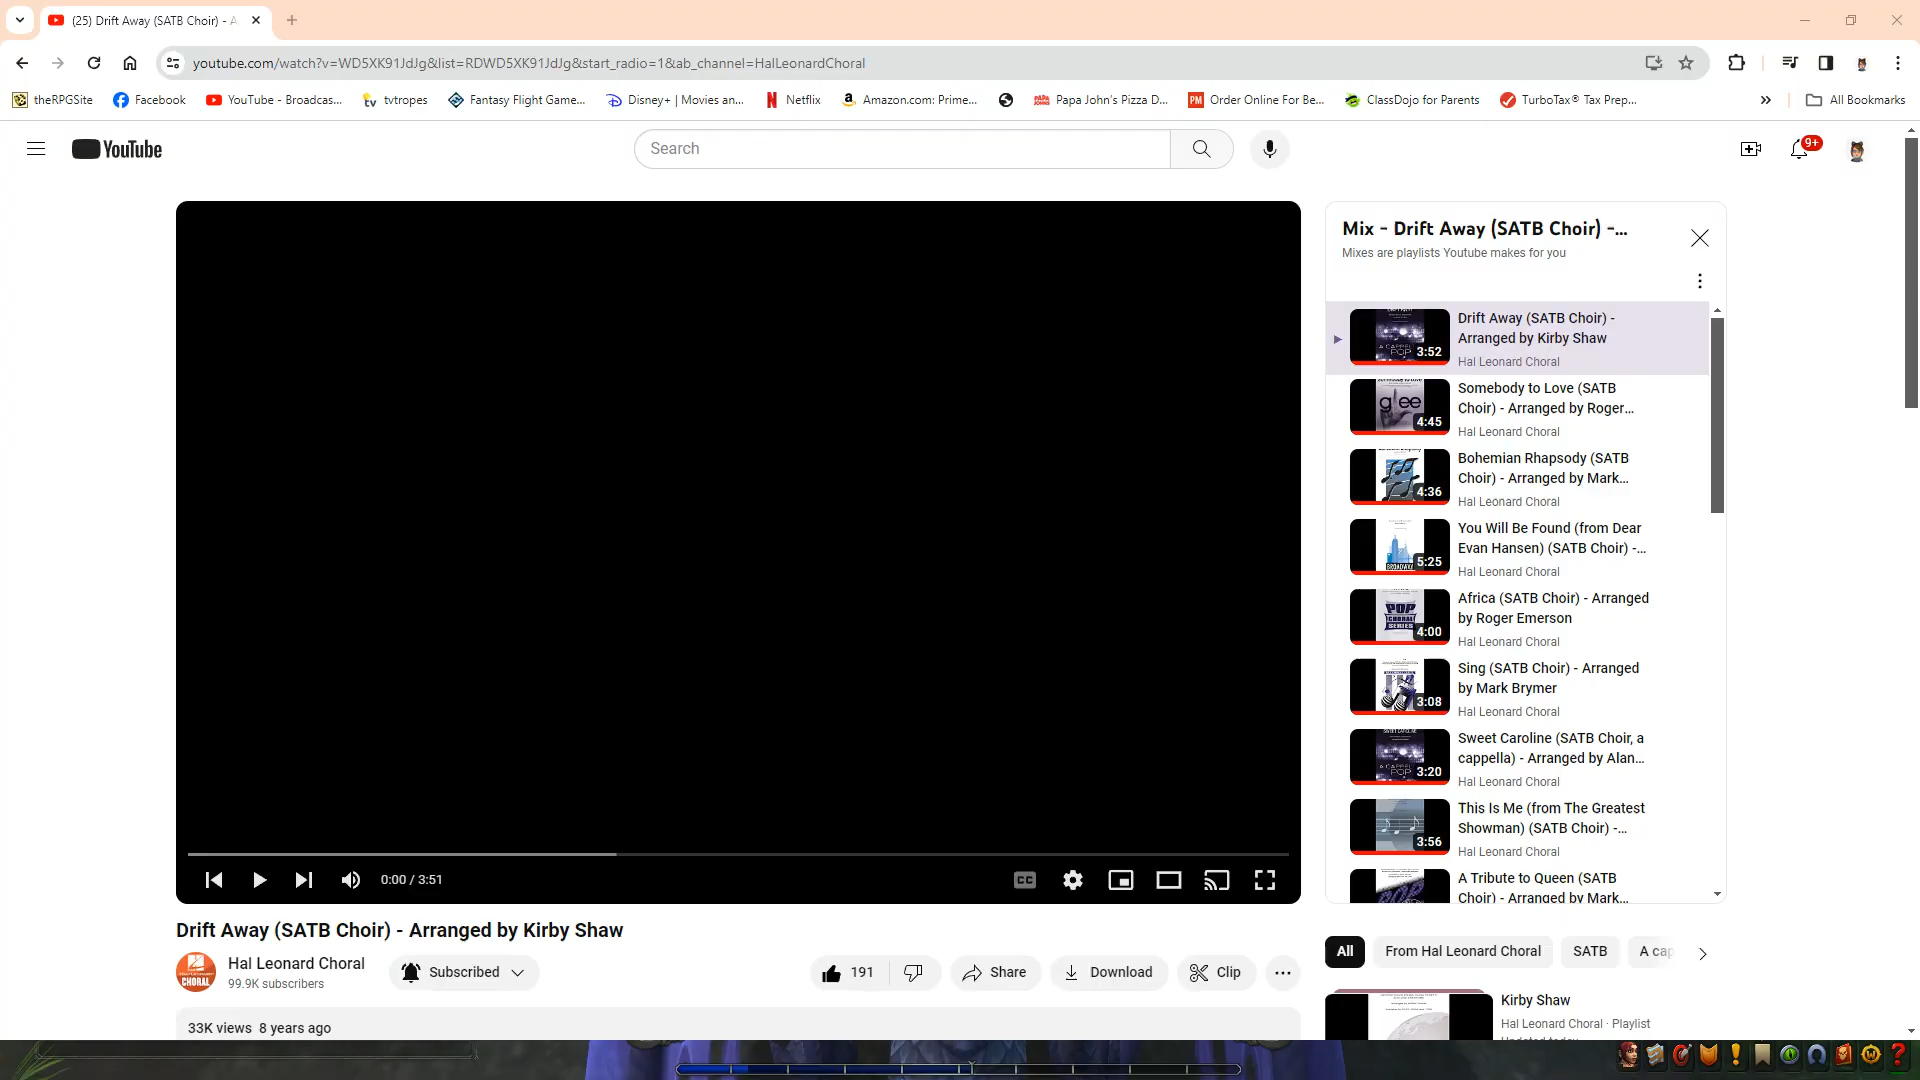 (25) Drift Away (SATB Choir) - A
youtube.com/watch?v=WD5XK91JdJg&list=RDWD5XK91JdJg&start_radio=1&ab_channel=HalLeonardChoral
theRPGSite Facebook YouTube - Broadcas... tvtropes Fantasy Flight Game... Disney+ | Movies an... Netflix Amazon.com: Prime... Papa John's Pizza D... Order Online For Be... ClassDojo for Parents TurboTax® Tax Prep... » All Bookmarks
YouTube
Search
9+
Mix - Drift Away (SATB Choir) -...
Mixes are playlists Youtube makes for you
Drift Away (SATB Choir) -
Arranged by Kirby Shaw
3:52
Hal Leonard Choral
Somebody to Love (SATB
Choir) - Arranged by Roger...
glee
4:45
Hal Leonard Choral
Bohemian Rhapsody (SATB
Choir) - Arranged by Mark...
4:36
Hal Leonard Choral
You Will Be Found (from Dear
Evan Hansen) (SATB Choir) -...
BROADWAY
5:25
Hal Leonard Choral
Africa (SATB Choir) - Arranged
by Roger Emerson
POP
CHORAL
SERIES
4:00
Hal Leonard Choral
Sing (SATB Choir) - Arranged
by Mark Brymer
3:08
Hal Leonard Choral
Sweet Caroline (SATB Choir, a
cappella) - Arranged by Alan...
3:20
Hal Leonard Choral
This Is Me (from The Greatest
Showman) (SATB Choir) -...
3:56
Hal Leonard Choral
A Tribute to Queen (SATB
Choir) - Arranged by Mark...
0:00 / 3:51
CC
Drift Away (SATB Choir) - Arranged by Kirby Shaw
CHORAL
Hal Leonard Choral
99.9K subscribers
Subscribed
191
Share
Download
Clip
33K views 8 years ago
All From Hal Leonard Choral SATB A cap
Kirby Shaw
Hal Leonard Choral · Playlist
Updated today